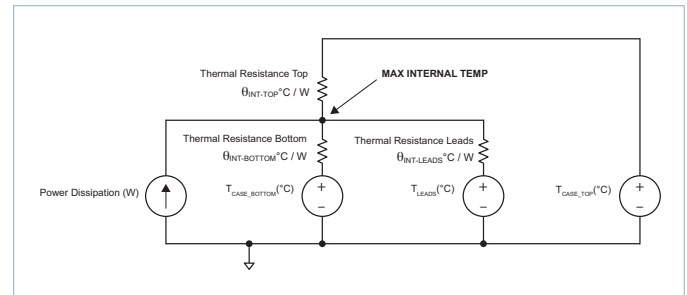 Thermal Resistance Top
θINT-TOP°C / W
MAX INTERNAL TEMP
Thermal Resistance Bottom
θINT-BOTTOM°C / W
Thermal Resistance Leads
θINT-LEADS°C / W
Power Dissipation (W)
TCASE_BOTTOM(°C)
+
–
TLEADS(°C)
+
–
TCASE_TOP(°C)
+
–